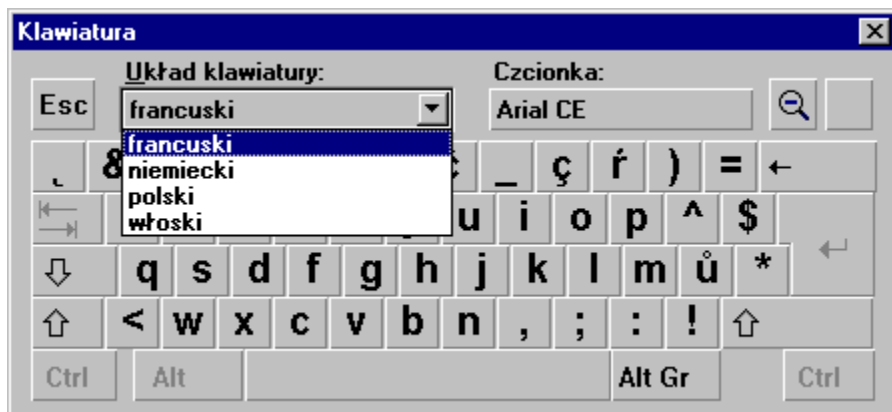 Klawiatura
Układ klawiatury:
Czcionka:
Esc
francuski
Arial CE
francuski
niemiecki
polski
włoski
˛ & _ ç ŕ ) = ←
u i o p ^ $
q s d f g h j k l m ů *
< w x c v b n , ; : !
Ctrl Alt Alt Gr Ctrl